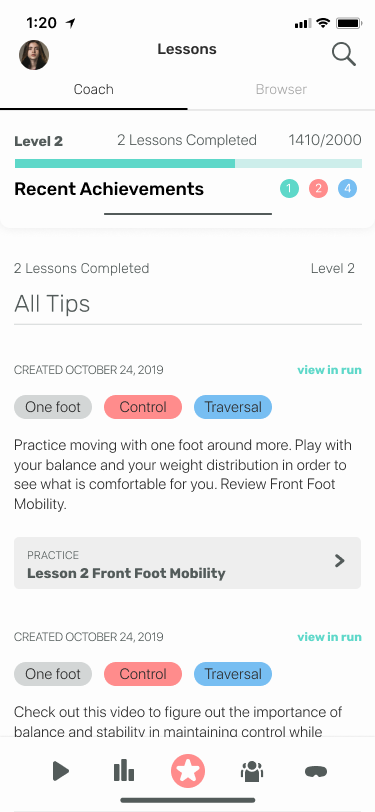 1:20
Lessons
Coach Browser
Level 2 2 Lessons Completed 1410/2000
Recent Achievements 1 2 4
2 Lessons Completed Level 2
All Tips
CREATED OCTOBER 24, 2019 view in run
One foot Control Traversal
Practice moving with one foot around more. Play with
your balance and your weight distribution in order to
see what is comfortable for you. Review Front Foot
Mobility.
PRACTICE
Lesson 2 Front Foot Mobility
CREATED OCTOBER 24, 2019 view in run
One foot Control Traversal
Check out this video to figure out the importance of
balance and stability in maintaining control while